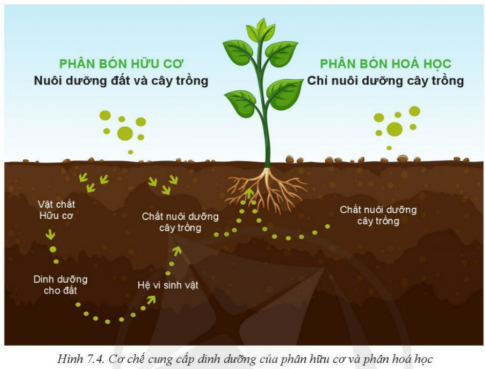 PHÂN BÓN HỮU CƠ
Nuôi dưỡng đất và cây trồng
PHÂN BÓN HOÁ HỌC
Chỉ nuôi dưỡng cây trồng
Vật chất
Hữu cơ
Chất nuôi dưỡng
cây trồng
Chất nuôi dưỡng
cây trồng
Dinh dưỡng
cho đất
Hệ vi sinh vật
Hình 7.4. Cơ chế cung cấp dinh dưỡng của phân hữu cơ và phân hoá học